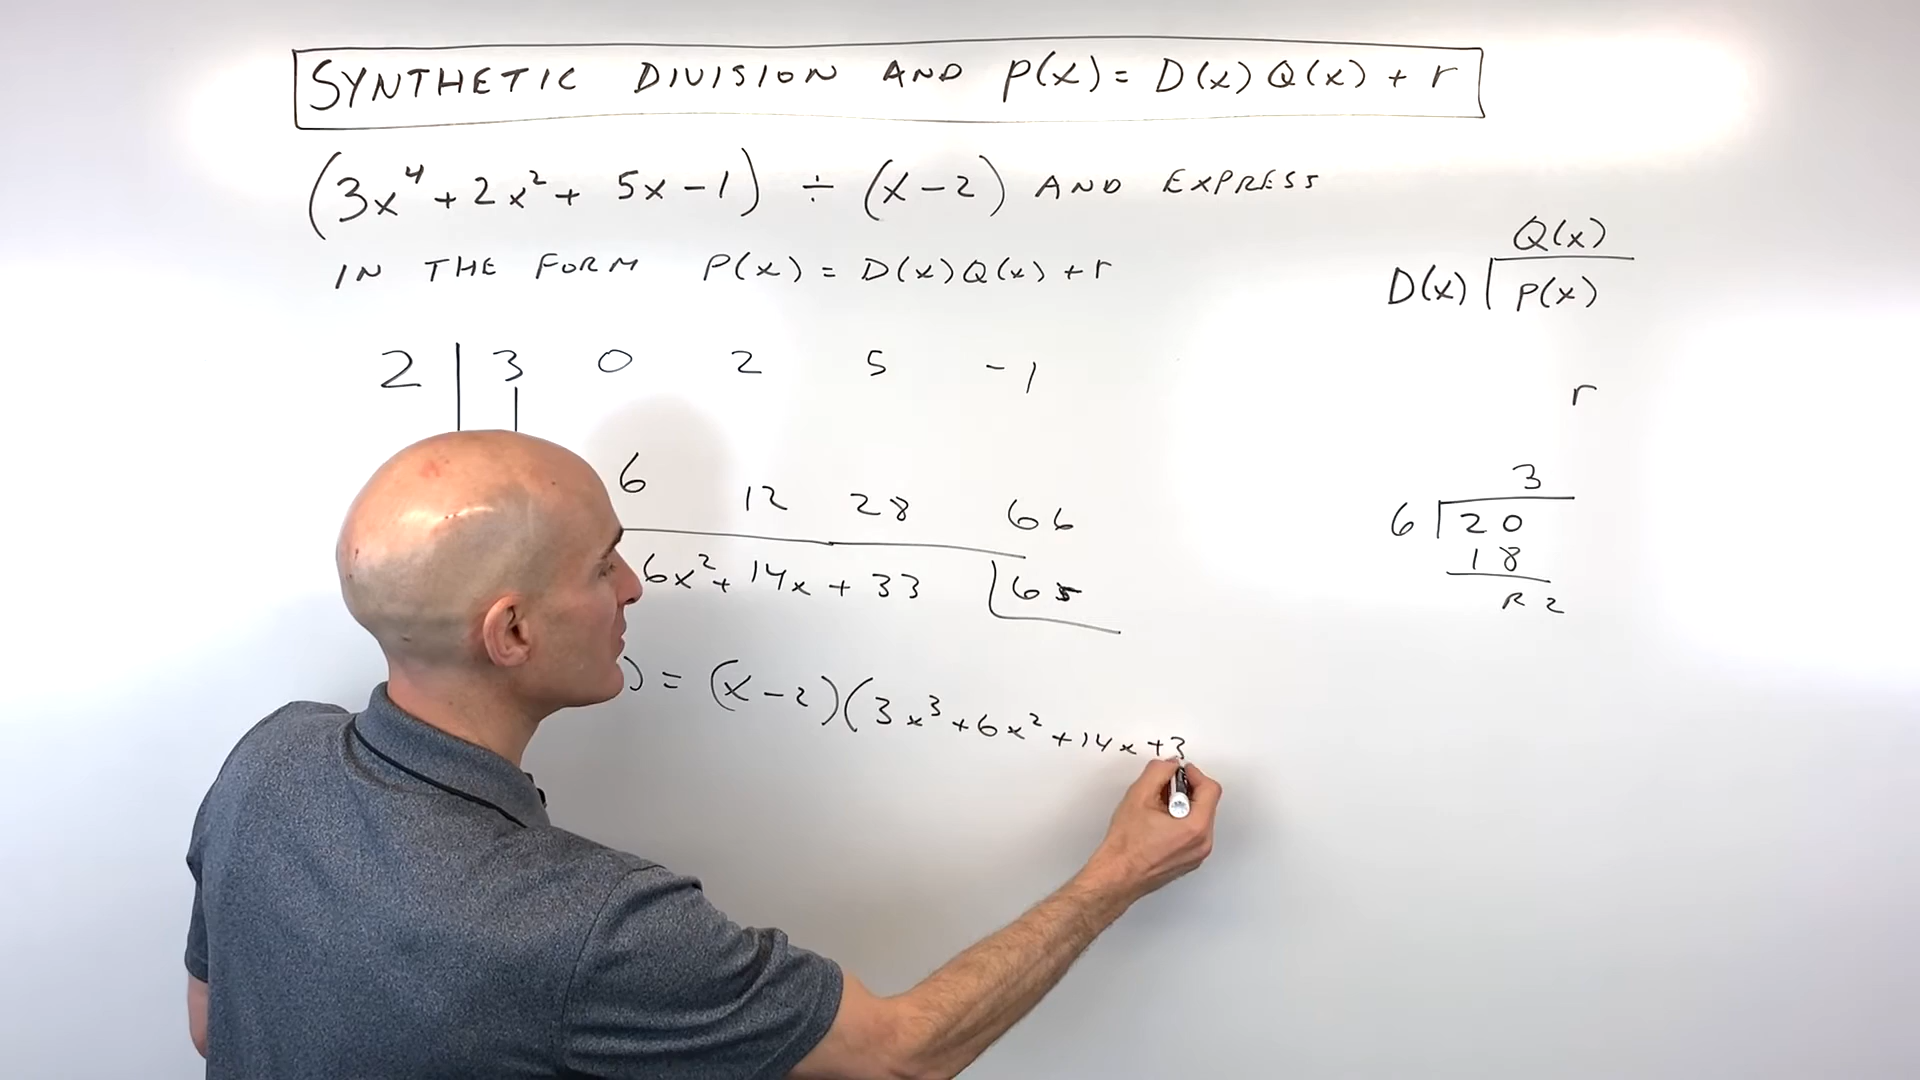 SYNTHETIC DIVISION AND P(x) = D(x) Q(x) + r
(3x⁴ + 2x² + 5x - 1) ÷ (x - 2) AND EXPRESS
IN THE FORM P(x) = D(x)Q(x) + r
2 | 3 0 2 5 -1
6 12 28 66
6x² + 14x + 33 65
) = (x - 2)(3x³ + 6x² + 14x + 3
Q(x)
D(x) P(x)
r
3
6 20
18
R 2